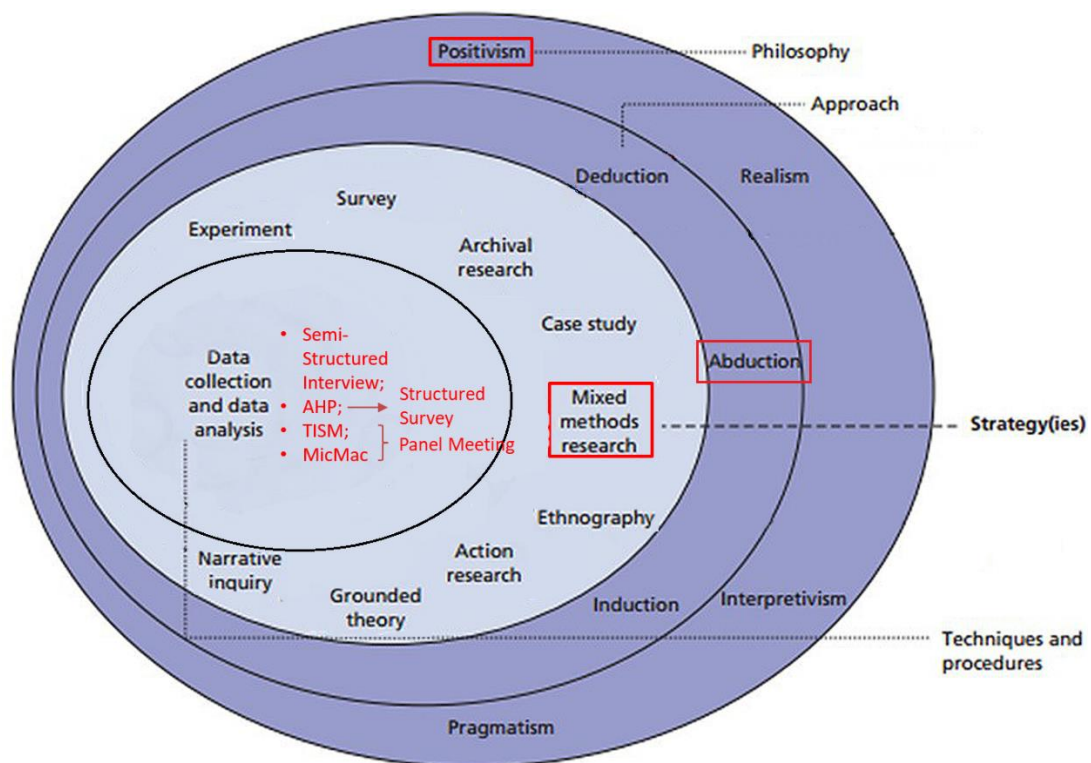 Positivism
Philosophy
Approach
Deduction
Realism
Survey
Experiment
Archival
research
Case study
Abduction
Data
collection
and data
analysis
• Semi-
Structured
Interview;
• AHP;
• TISM;
• MicMac
Structured
Survey
Panel Meeting
Mixed
methods
research
Strategy(ies)
Ethnography
Action
research
Narrative
inquiry
Grounded
theory
Induction
Interpretivism
Techniques and
procedures
Pragmatism